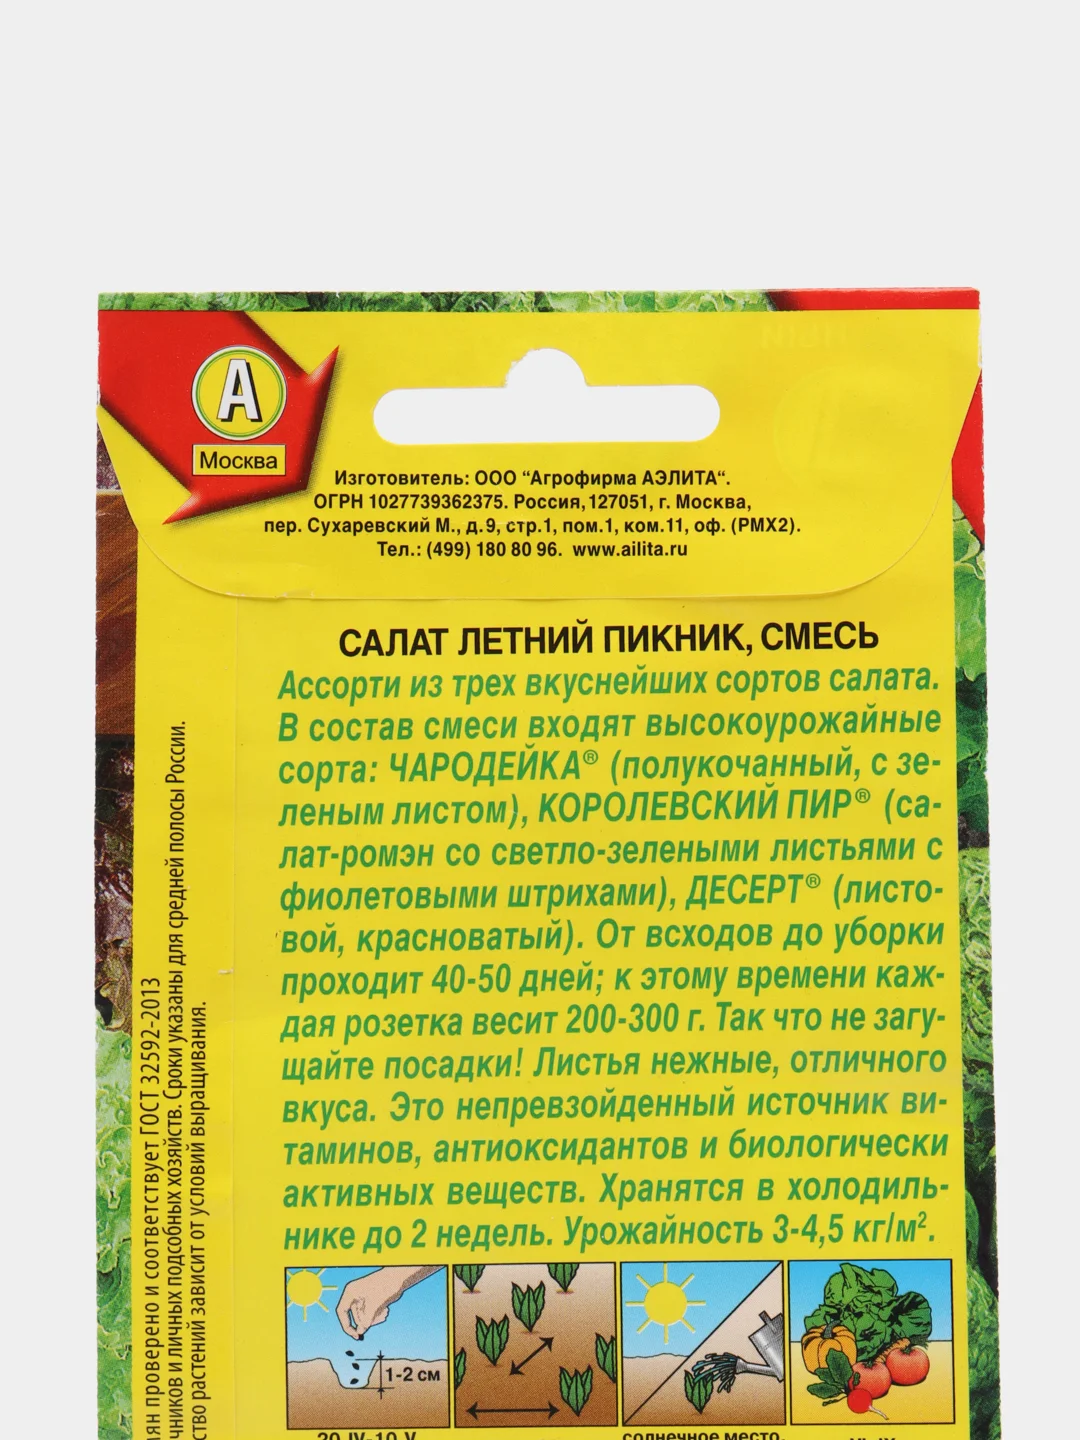 А
Москва
Изготовитель: ООО “Агрофирма АЭЛИТА“.
ОГРН 1027739362375. Россия,127051, г. Москва,
пер. Сухаревский М., д.9, стр.1, пом.1, ком.11, оф. (РМХ2).
Тел.: (499) 180 80 96. www.ailita.ru
САЛАТ ЛЕТНИЙ ПИКНИК, СМЕСЬ
Ассорти из трех вкуснейших сортов салата.
В состав смеси входят высокоурожайные
сорта: ЧАРОДЕЙКА® (полукочанный, с зе-
леным листом), КОРОЛЕВСКИЙ ПИР® (са-
лат-ромэн со светло-зелеными листьями с
фиолетовыми штрихами), ДЕСЕРТ® (листо-
вой, красноватый). От всходов до уборки
проходит 40-50 дней; к этому времени каж-
дая розетка весит 200-300 г. Так что не загу-
щайте посадки! Листья нежные, отличного
вкуса. Это непревзойденный источник ви-
таминов, антиоксидантов и биологически
активных веществ. Хранятся в холодиль-
нике до 2 недель. Урожайность 3-4,5 кг/м².
1-2 см
20-IV-10-V
солнечное место,
проверено и соответствует ГОСТ 32592-2013
и личных подсобных хозяйств. Сроки указаны для средней полосы России.
растений зависит от условий выращивания.